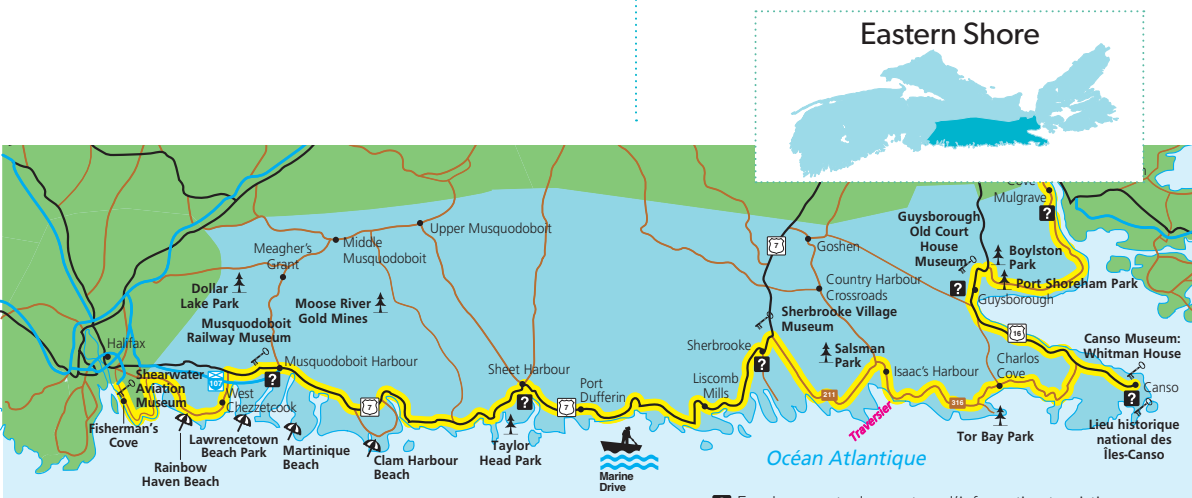 Eastern Shore
Cove
Mulgrave
?
Guysborough
Old Court
House
Museum
Boylston
Park
Port Shoreham Park
?
Guysborough
7
Goshen
Upper Musquodoboit
Middle
Musquodoboit
Meagher's
Grant
Country Harbour
Crossroads
Dollar
Lake Park
Moose River
Gold Mines
Sherbrooke Village
Museum
Musquodoboit
Railway Museum
16
Canso Museum:
Whitman House
Halifax
Sherbrooke
?
Salsman
Park
Charlos
Cove
Musquodoboit Harbour
?
107
Shearwater
Aviation
Museum
Sheet Harbour
?
Isaac's Harbour
Liscomb
Mills
Port
Dufferin
Canso
?
West
Chezzetcook
7
7
211
316
Traversier
Fisherman's
Cove
Lawrencetown
Beach Park
Rainbow
Haven Beach
Martinique
Beach
Clam Harbour
Beach
Taylor
Head Park
Marine
Drive
Océan Atlantique
Tor Bay Park
Lieu historique
national des
Îles-Canso